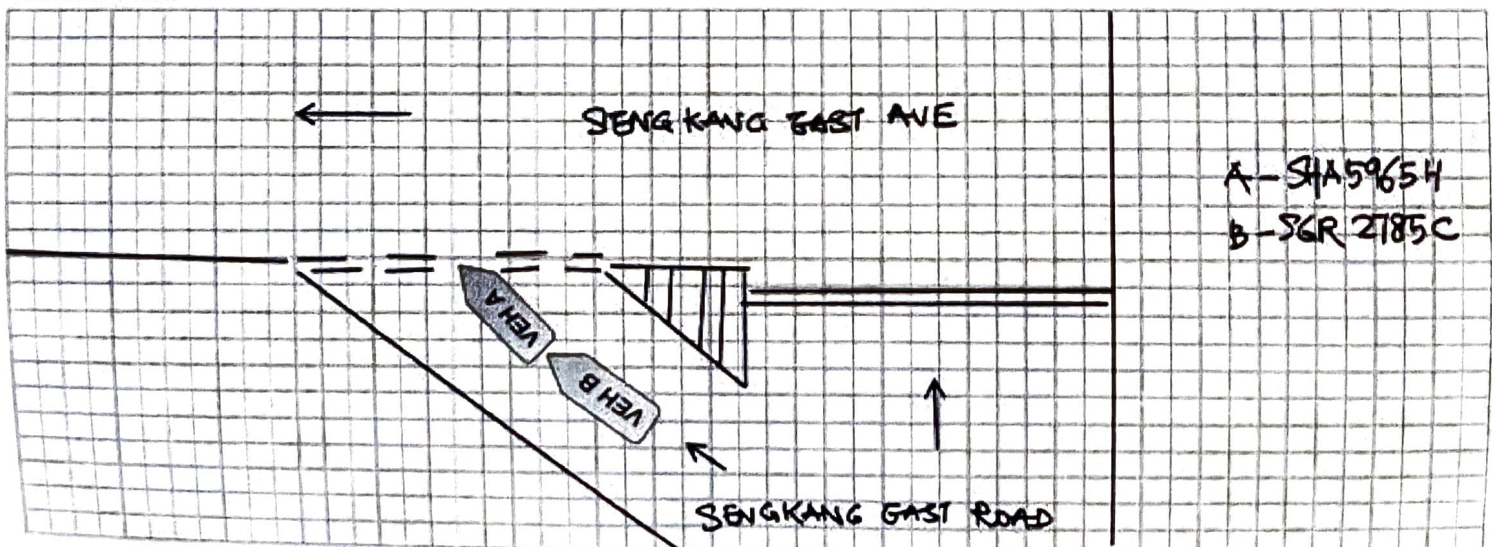 SENGKANG EAST AVE
A - SHA5965H
B - SGR 2785C
VEH A
VEH B
SENGKANG EAST ROAD